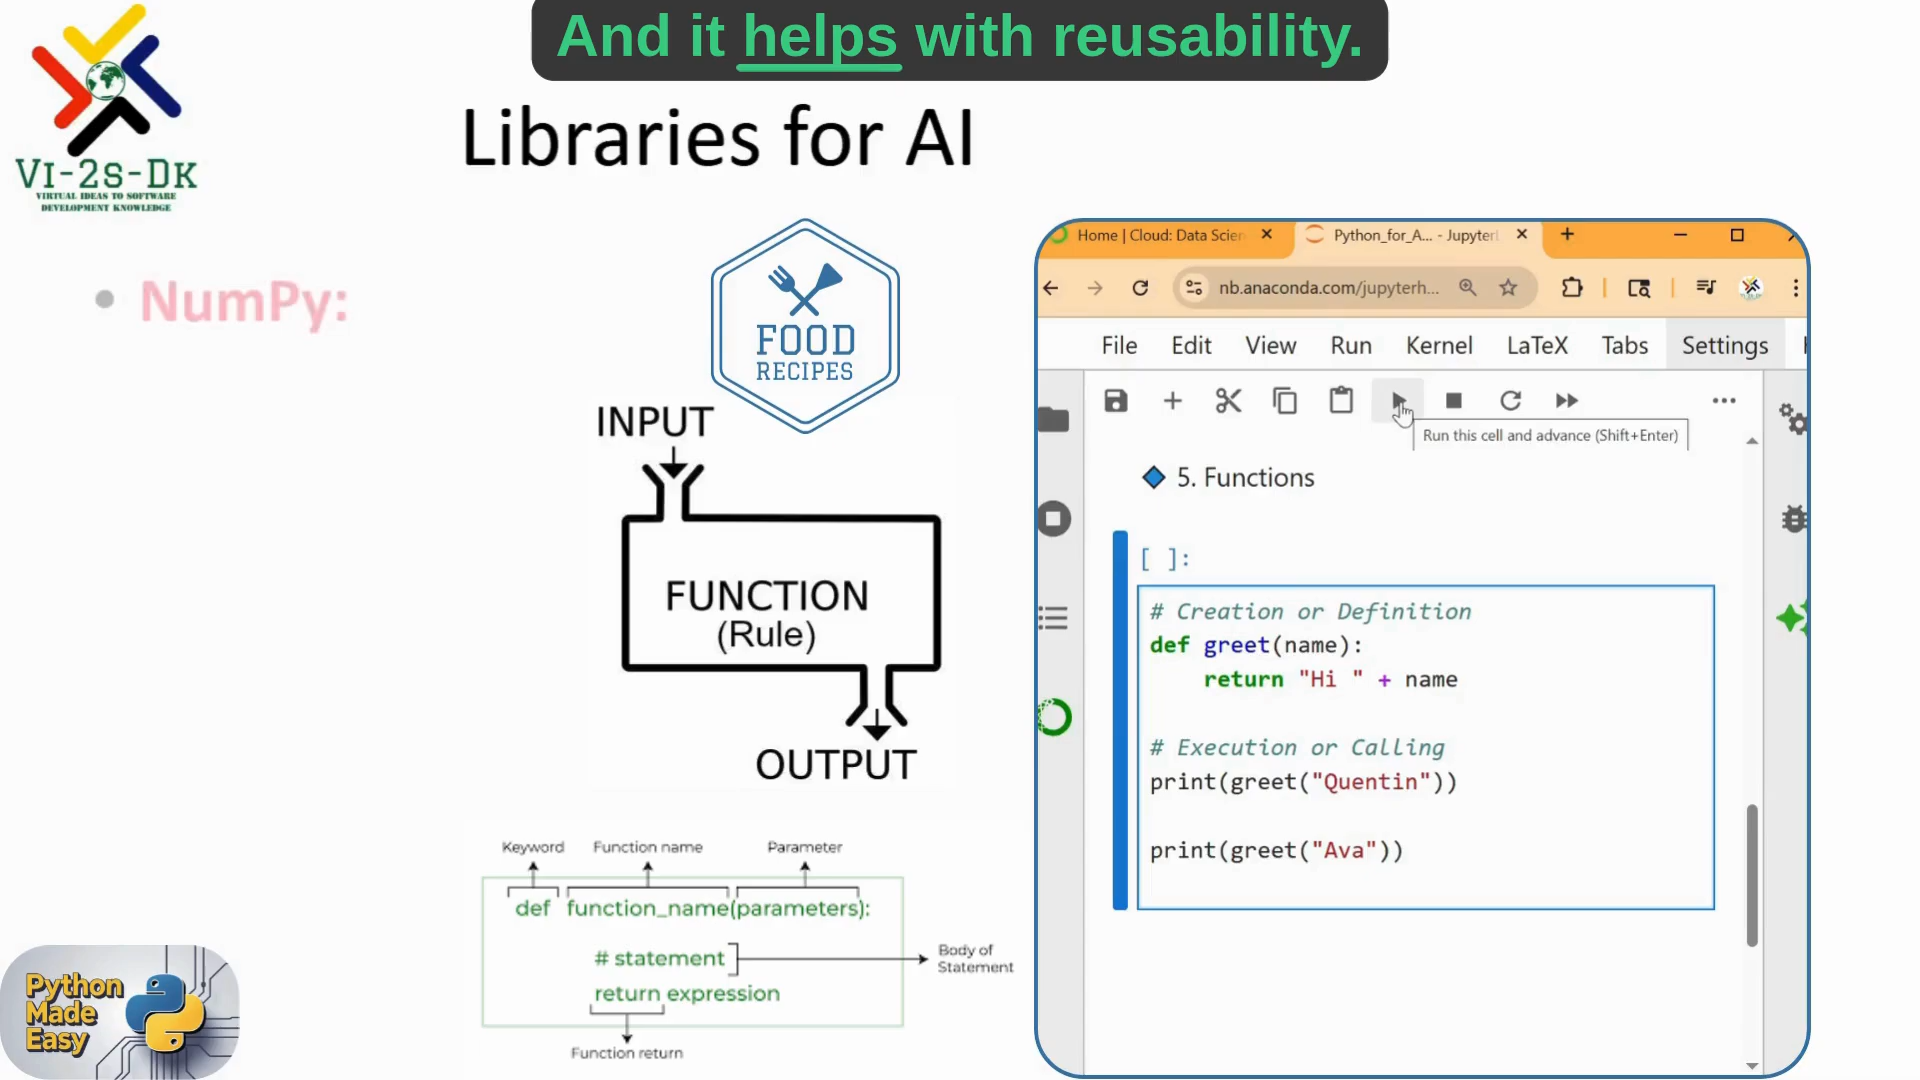 And it helps with reusability.
VI-2S-DK
VIRTUAL IDEAS TO SOFTWARE
DEVELOPMENT KNOWLEDGE
Libraries for AI
• NumPy:
FOOD
RECIPES
INPUT
FUNCTION
(Rule)
OUTPUT
Keyword Function name Parameter
def function_name(parameters):
# statement
Body of
Statement
return expression
Function return
Python
Made
Easy
Home | Cloud: Data Scien
Python_for_A... - Jupyterl
nb.anaconda.com/jupyterh...
File Edit View Run Kernel LaTeX Tabs Settings
Run this cell and advance (Shift+Enter)
5. Functions
[ ]:
# Creation or Definition
def greet(name):
return "Hi " + name
# Execution or Calling
print(greet("Quentin"))
print(greet("Ava"))